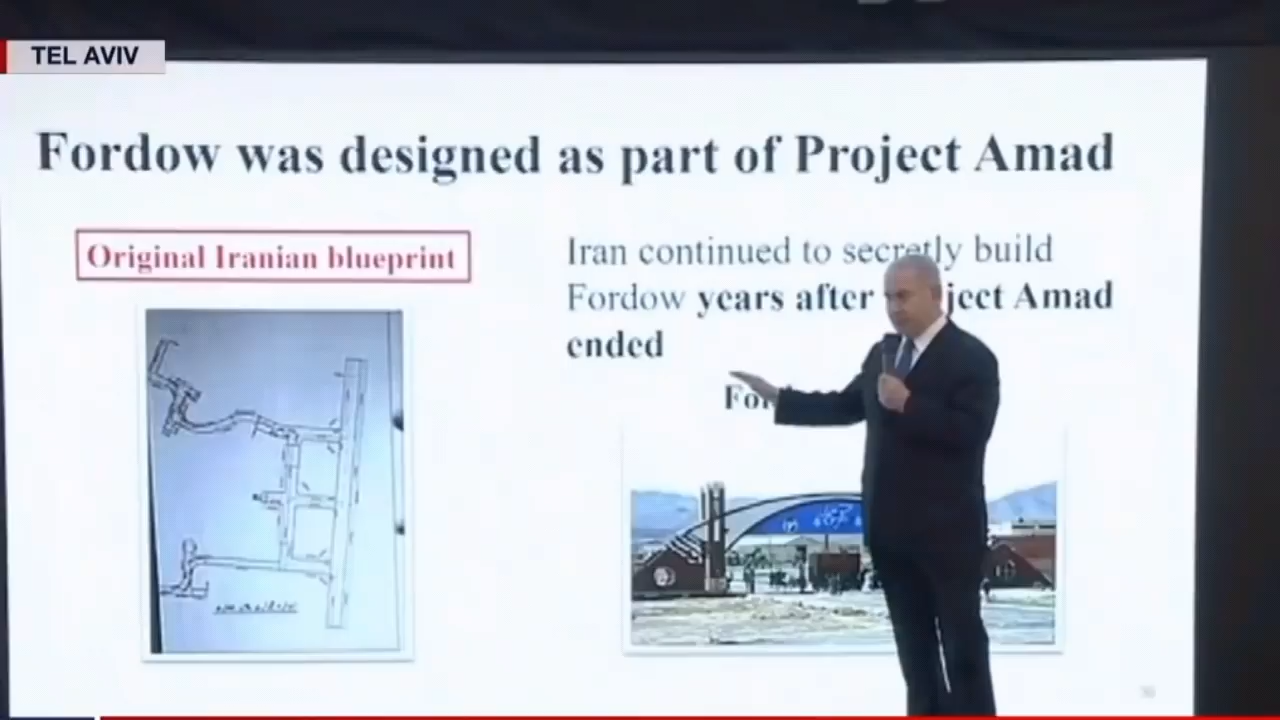 TEL AVIV
Fordow was designed as part of Project Amad
Original Iranian blueprint
Iran continued to secretly build
Fordow years after ject Amad
ended